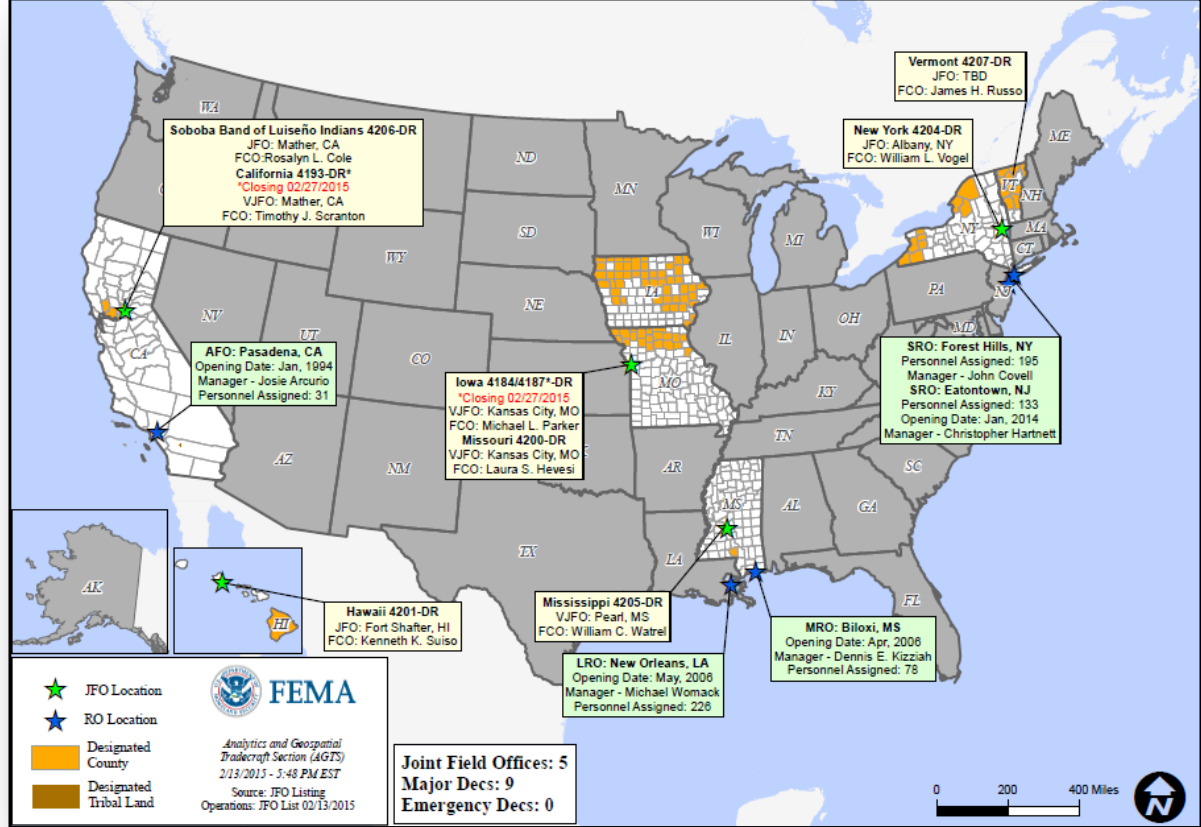 Vermont 4207-DR
JFO: TBD
FCO: James H. Russo
New York 4204-DR
JFO: Albany, NY
FCO: William L. Vogel
Soboba Band of Luiseño Indians 4206-DR
JFO: Mather, CA
FCO:Rosalyn L. Cole
California 4193-DR*
*Closing 02/27/2015
VJFO: Mather, CA
FCO: Timothy J. Scranton
WA
ND
MN
WI
MI
ME
VT
NH
NY
MA
CT
SD
WY
NE
IA
PA
NJ
OH
IN
IL
MD
NV
UT
CO
CA
MO
KY
TN
AZ
NM
AR
SC
MS
AL
GA
TX
LA
FL
AK
HI
AFO: Pasadena, CA
Opening Date: Jan, 1994
Manager - Josie Arcurio
Personnel Assigned: 31
Iowa 4184/4187*-DR
*Closing 02/27/2015
VJFO: Kansas City, MO
FCO: Michael L. Parker
Missouri 4200-DR
VJFO: Kansas City, MO
FCO: Laura S. Hevesi
SRO: Forest Hills, NY
Personnel Assigned: 195
Manager - John Covell
SRO: Eatontown, NJ
Personnel Assigned: 133
Opening Date: Jan, 2014
Manager - Christopher Hartnett
Hawaii 4201-DR
JFO: Fort Shafter, HI
FCO: Kenneth K. Suiso
Mississippi 4205-DR
VJFO: Pearl, MS
FCO: William C. Watrel
LRO: New Orleans, LA
Opening Date: May, 2006
Manager - Michael Womack
Personnel Assigned: 226
MRO: Biloxi, MS
Opening Date: Apr, 2006
Manager - Dennis E. Kizziah
Personnel Assigned: 78
JFO Location
RO Location
Designated
County
Designated
Tribal Land
FEMA
Analytics and Geospatial
Tradecraft Section (AGTS)
2/13/2015 - 5:48 PM EST
Source: JFO Listing
Operations: JFO List 02/13/2015
Joint Field Offices: 5
Major Decs: 9
Emergency Decs: 0
0 200 400 Miles
N